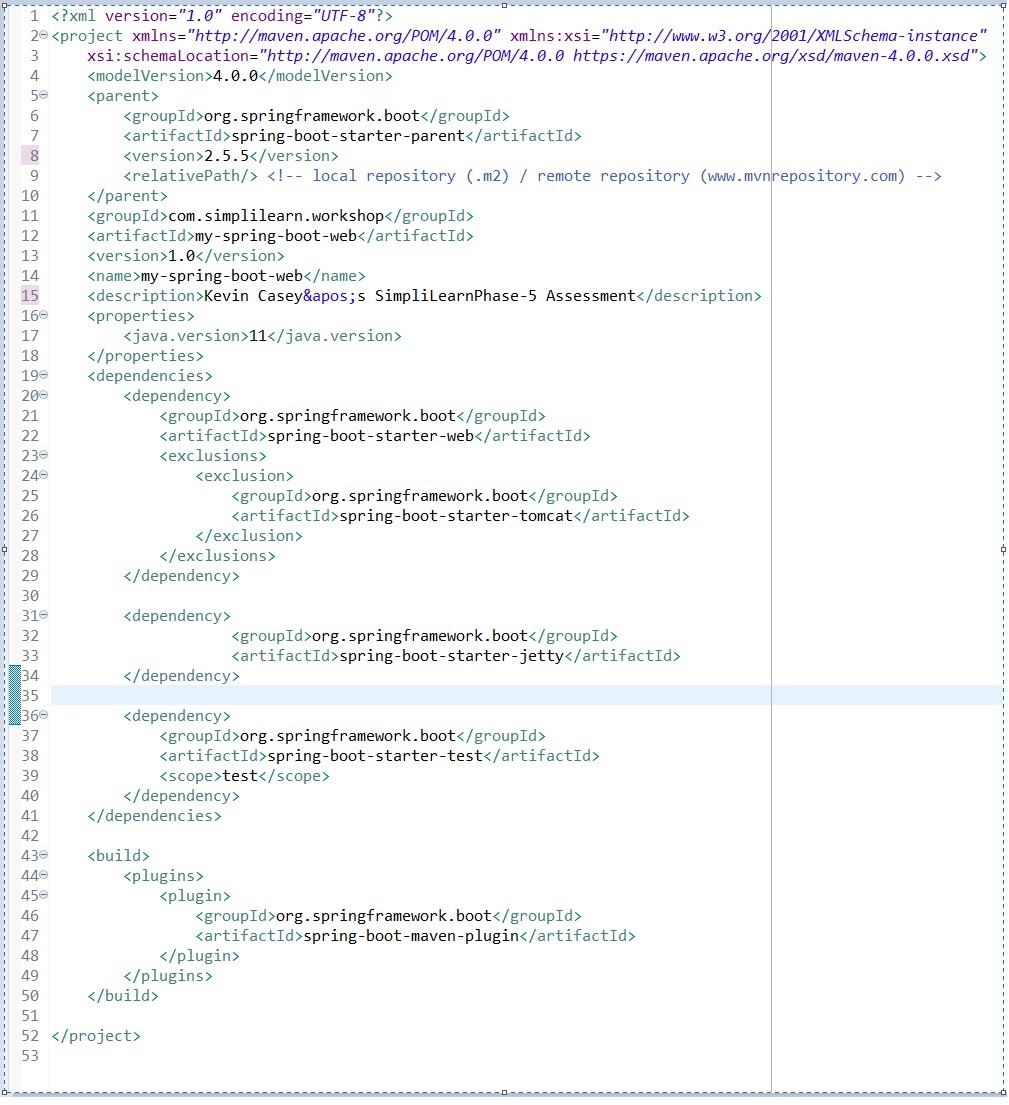 1 <?xml version="1.0" encoding="UTF-8"?>
2 <project xmlns="http://maven.apache.org/POM/4.0.0" xmlns:xsi="http://www.w3.org/2001/XMLSchema-instance"
3     xsi:schemaLocation="http://maven.apache.org/POM/4.0.0 https://maven.apache.org/xsd/maven-4.0.0.xsd">
4     <modelVersion>4.0.0</modelVersion>
5     <parent>
6         <groupId>org.springframework.boot</groupId>
7         <artifactId>spring-boot-starter-parent</artifactId>
8         <version>2.5.5</version>
9         <relativePath/> <!-- local repository (.m2) / remote repository (www.mvnrepository.com) -->
10     </parent>
11     <groupId>com.simplilearn.workshop</groupId>
12     <artifactId>my-spring-boot-web</artifactId>
13     <version>1.0</version>
14     <name>my-spring-boot-web</name>
15     <description>Kevin Casey&apos;s SimpliLearnPhase-5 Assessment</description>
16     <properties>
17         <java.version>11</java.version>
18     </properties>
19     <dependencies>
20         <dependency>
21             <groupId>org.springframework.boot</groupId>
22             <artifactId>spring-boot-starter-web</artifactId>
23             <exclusions>
24                 <exclusion>
25                     <groupId>org.springframework.boot</groupId>
26                     <artifactId>spring-boot-starter-tomcat</artifactId>
27                 </exclusion>
28             </exclusions>
29         </dependency>
30
31         <dependency>
32                     <groupId>org.springframework.boot</groupId>
33                     <artifactId>spring-boot-starter-jetty</artifactId>
34         </dependency>
35
36         <dependency>
37             <groupId>org.springframework.boot</groupId>
38             <artifactId>spring-boot-starter-test</artifactId>
39             <scope>test</scope>
40         </dependency>
41     </dependencies>
42
43     <build>
44         <plugins>
45             <plugin>
46                 <groupId>org.springframework.boot</groupId>
47                 <artifactId>spring-boot-maven-plugin</artifactId>
48             </plugin>
49         </plugins>
50     </build>
51
52 </project>
53